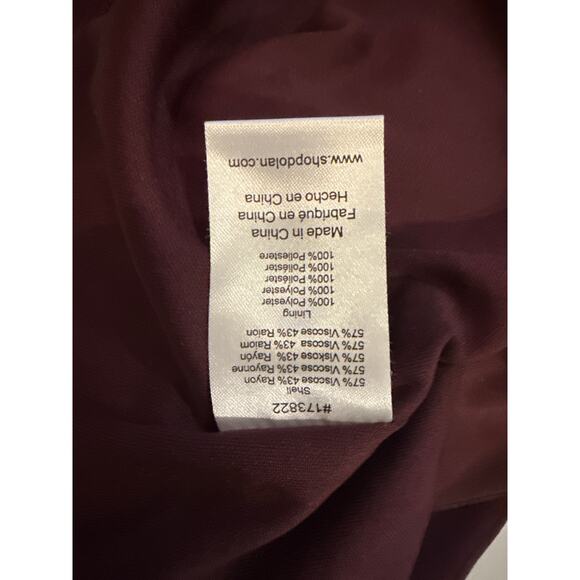 #173822
Shell
57% Viscose 43% Rayon
57% Viscose 43% Rayonne
57% Viskose 43% Rayón
57% Viscosa 43% Raiom
57% Viscose 43% Raion
Lining
100% Polyester
100% Polyester
100% Poliéster
100% Poliéster
100% Poliestere
Made in China
Fabriqué en China
Hecho en China
www.shopdolan.com